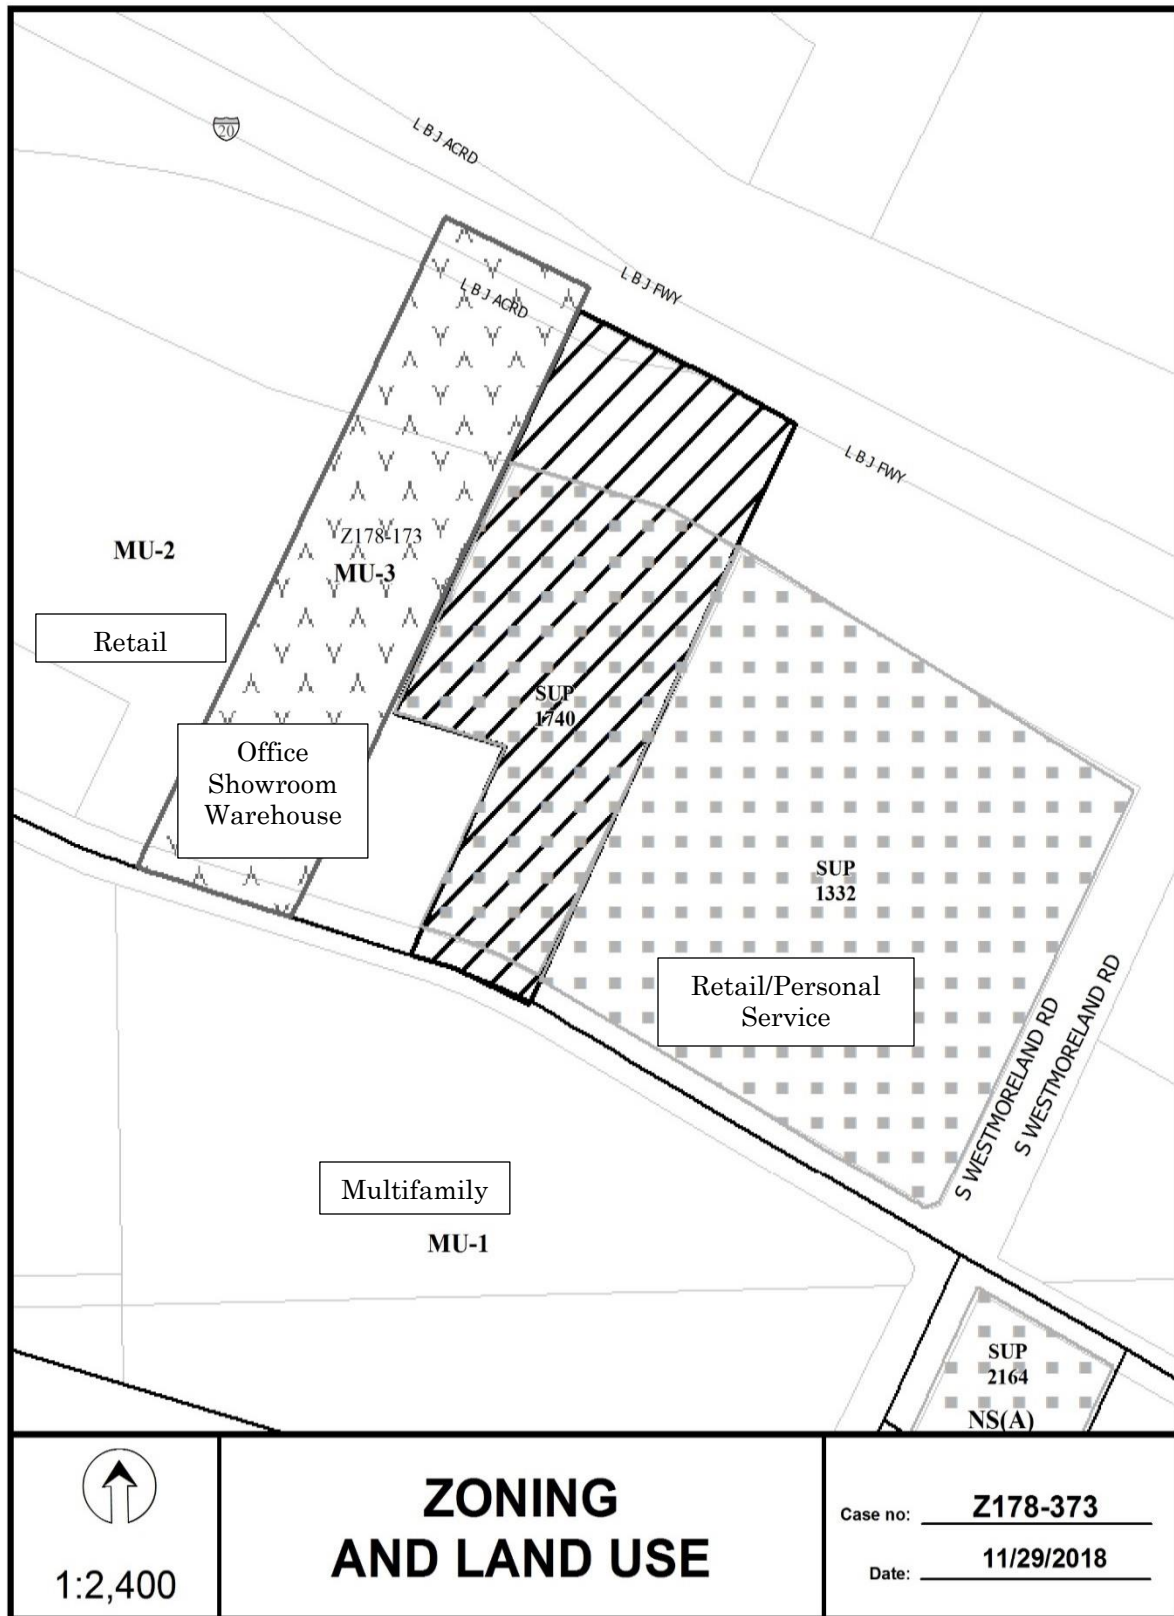 L B J ACRD
20
L B J FWY
L B J ACRD
L B J FWY
Z178-173
MU-2
MU-3
Retail
SUP
1740
Office
Showroom
Warehouse
SUP
1332
Retail/Personal
Service
S WESTMORELAND RD
S WESTMORELAND RD
Multifamily
MU-1
SUP
2164
NS(A)
1:2,400
ZONING
AND LAND USE
Case no: Z178-373
Date: 11/29/2018